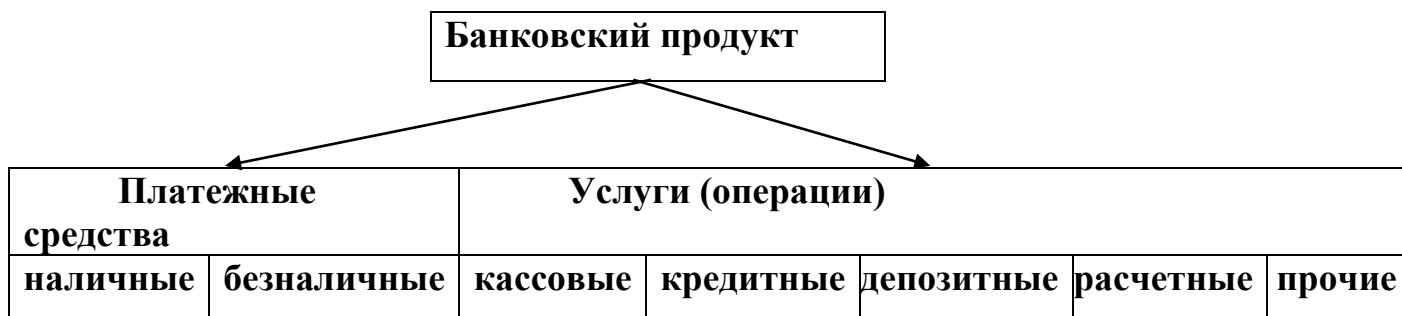 Банковский продукт
Платежные Услуги (операции)
средства
наличные безналичные кассовые кредитные депозитные расчетные прочие